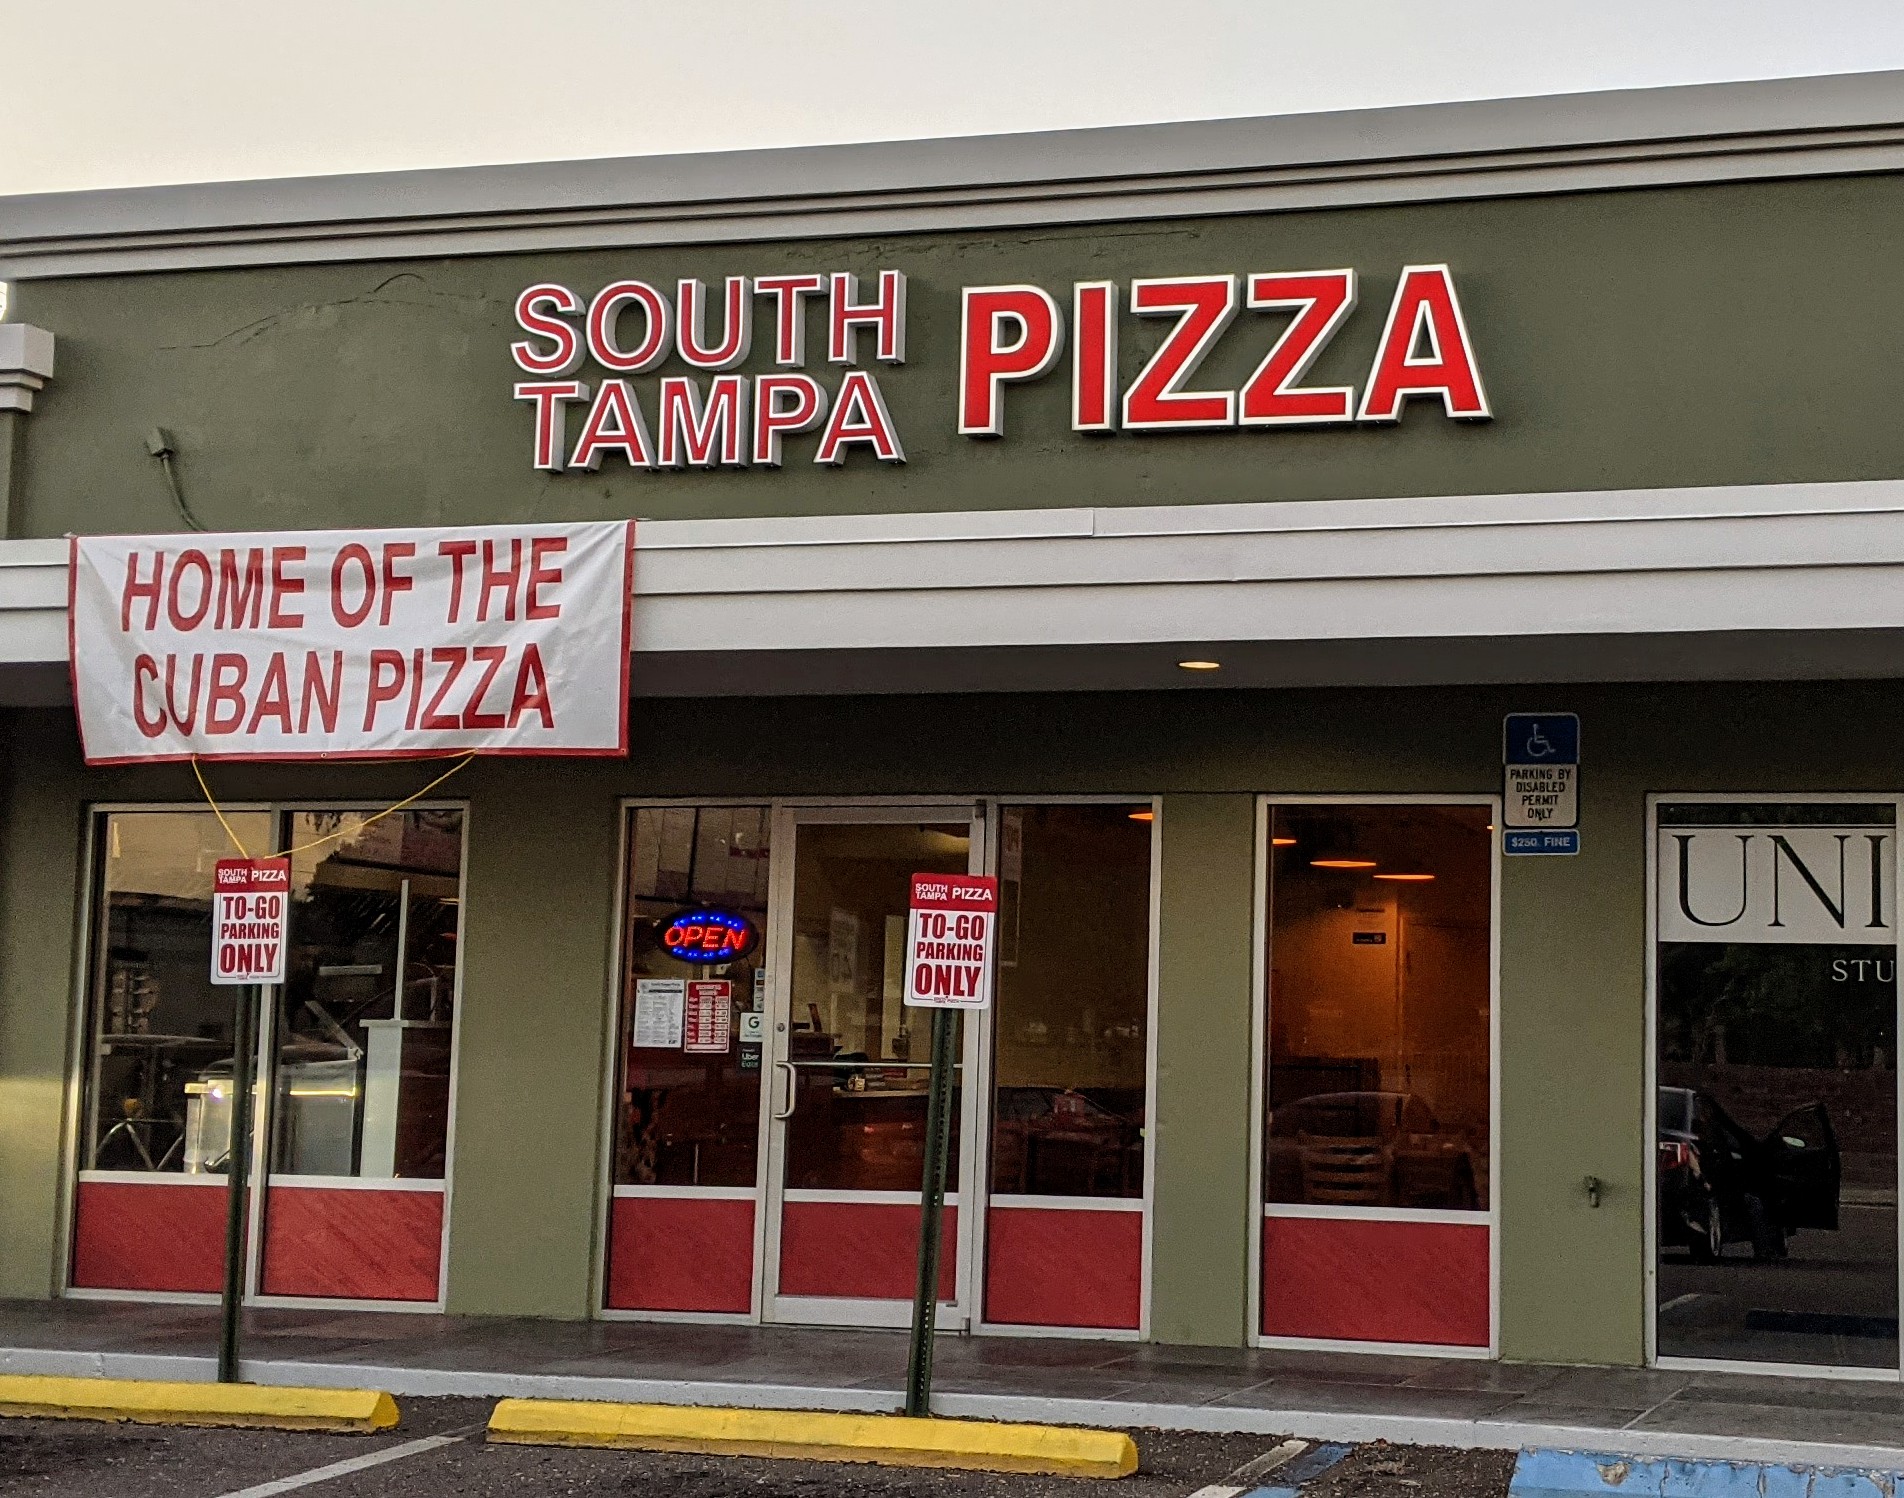 SOUTH
TAMPA
PIZZA
HOME OF THE
CUBAN PIZZA
SOUTH
TAMPA
PIZZA
TO-GO
PARKING
ONLY
OPEN
G
Uber
SOUTH
TAMPA
PIZZA
TO-GO
PARKING
ONLY
PARKING BY
DISABLED
PERMIT
ONLY
$250 FINE
UNI
STU